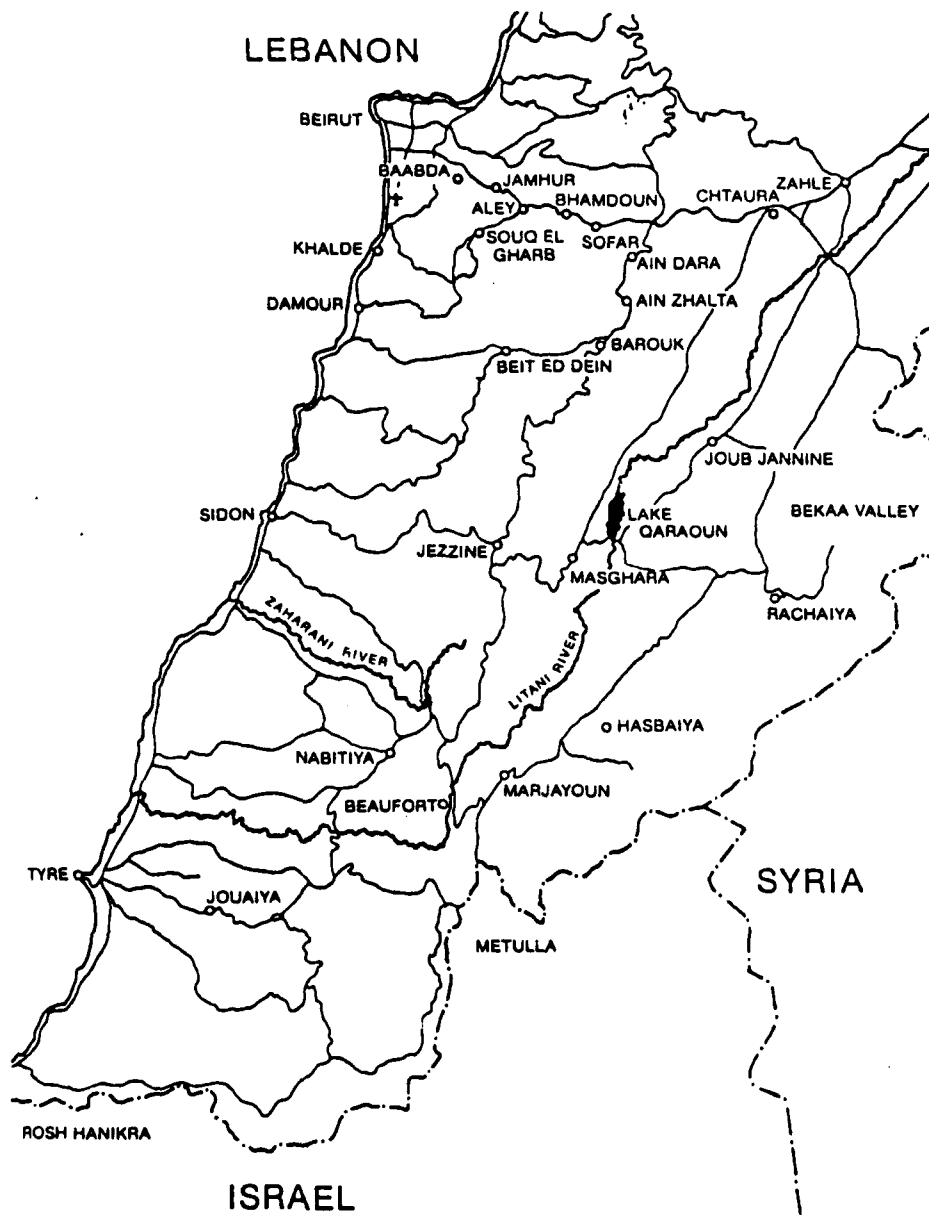 LEBANON
BEIRUT
BAABDA
JAMHUR
ZAHLE
BHAMDOUN
CHTAURA
ALEY
SOUQ EL
GHARB
SOFAR
KHALDE
AIN DARA
DAMOUR
AIN ZHALTA
BAROUK
BEIT ED DEIN
JOUB JANNINE
SIDON
LAKE
QARAOUN
BEKAA VALLEY
JEZZINE
MASGHARA
RACHAIYA
ZAHARANI RIVER
LITANI RIVER
HASBAIYA
NABITIYA
MARJAYOUN
BEAUFORT
TYRE
SYRIA
JOUAIYA
METULLA
ROSH HANIKRA
ISRAEL